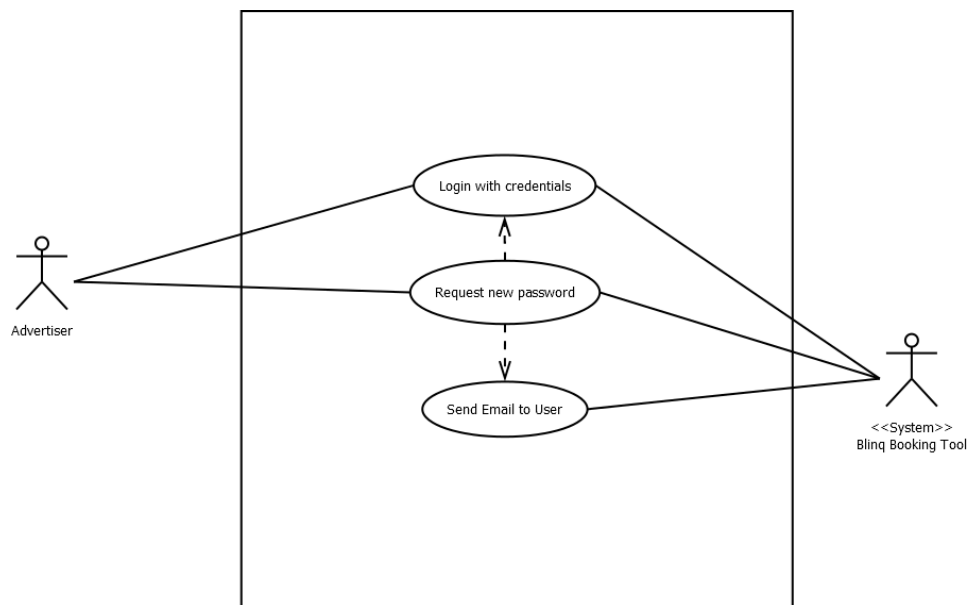 Login with credentials
Request new password
Advertiser
Send Email to User
<<System>>
Blinq Booking Tool